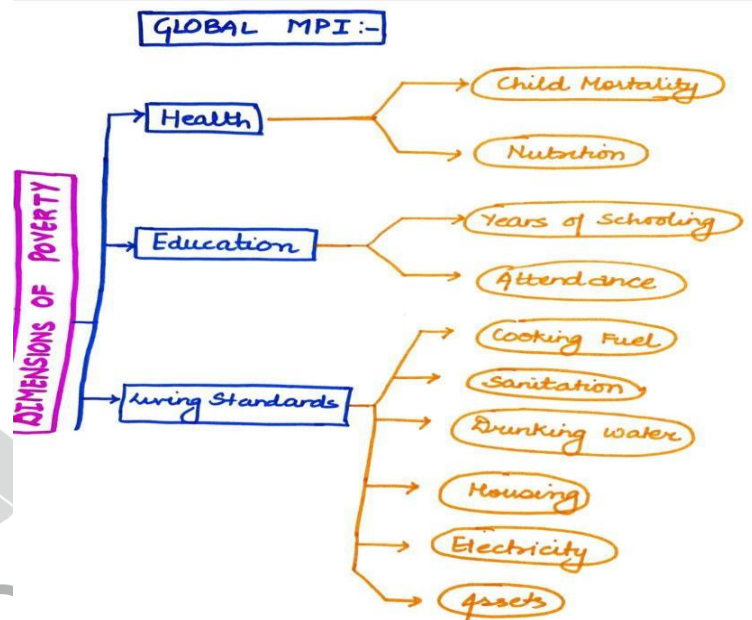 GLOBAL MPI:-
DIMENSIONS OF POVERTY
Health
Child Mortality
Nutrition
Education
Years of Schooling
Attendance
Living Standards
Cooking Fuel
Sanitation
Drinking water
Housing
Electricity
Assets